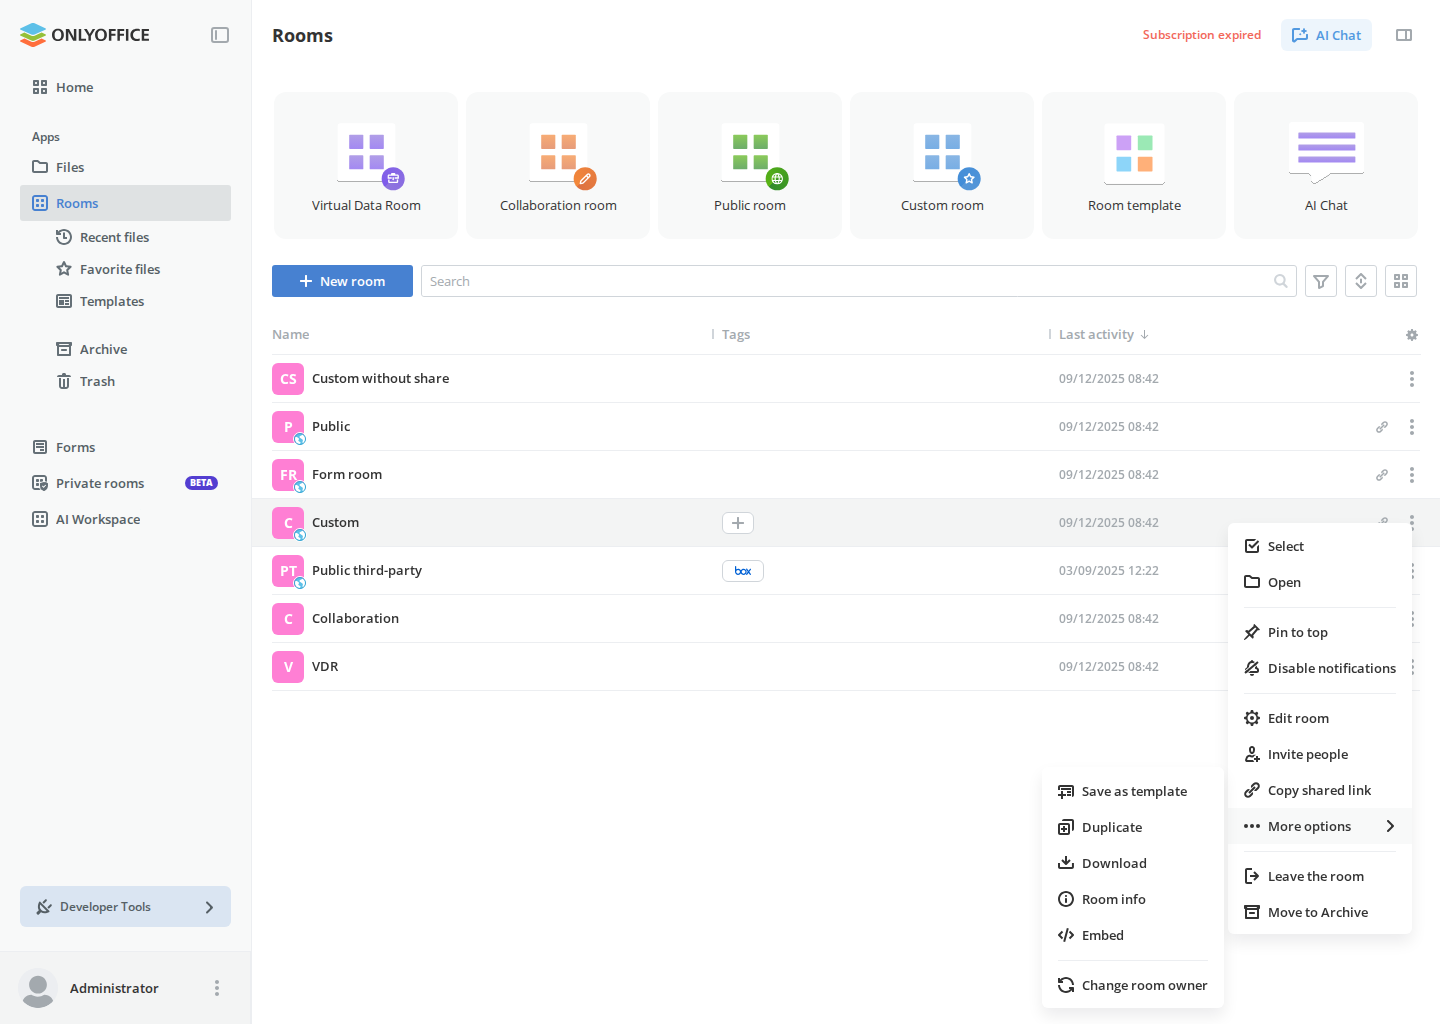 ONLYOFFICE
Home
Apps
Files
Rooms
Recent files
Favorite files
Templates
Archive
Trash
Forms
Private rooms BETA
AI Workspace
Developer Tools
Administrator
Rooms
Subscription expired
AI Chat
Virtual Data Room
Collaboration room
Public room
Custom room
Room template
AI Chat
New room
Search
Name Tags Last activity
CS Custom without share 09/12/2025 08:42
P Public 09/12/2025 08:42
FR Form room 09/12/2025 08:42
C Custom 09/12/2025 08:42
PT Public third-party box 03/09/2025 12:22
C Collaboration 09/12/2025 08:42
V VDR 09/12/2025 08:42
Select
Open
Pin to top
Disable notifications
Edit room
Invite people
Copy shared link
More options
Leave the room
Move to Archive
Save as template
Duplicate
Download
Room info
Embed
Change room owner